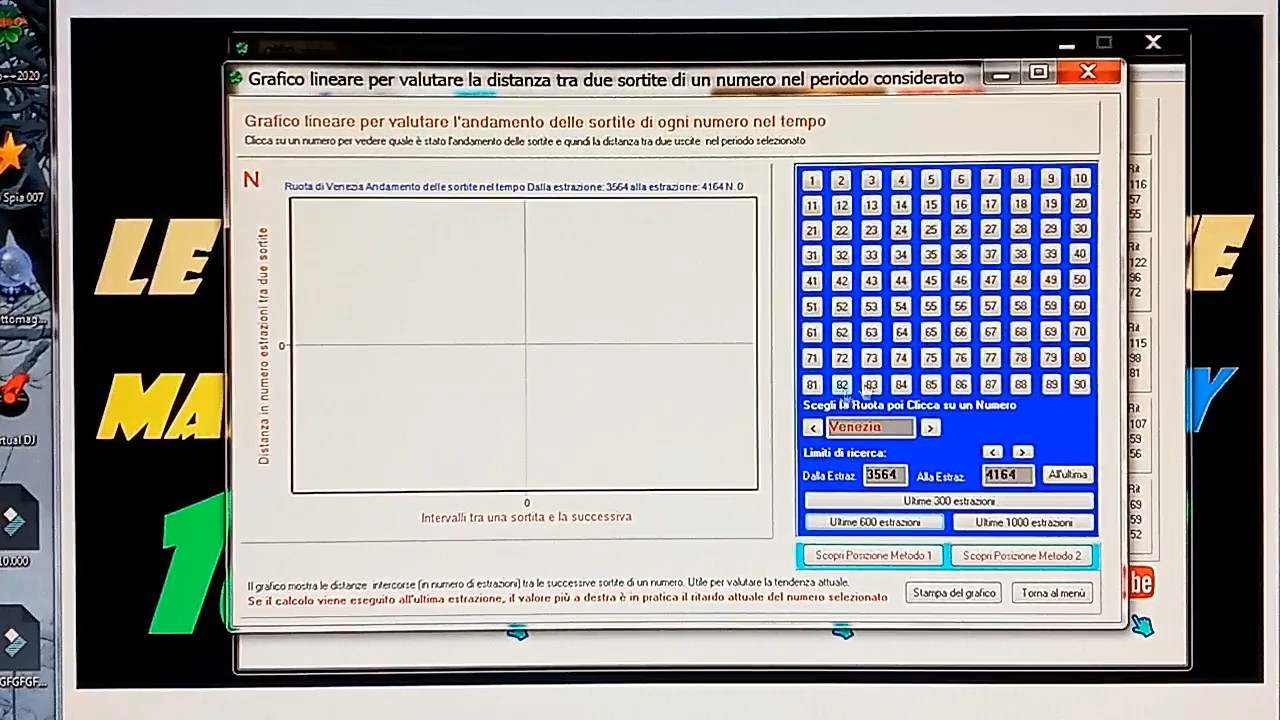 2020
Spia 007
ttomag...
rtual DJ
0.000
GFGFGF...
LE
E
MA
Y
1
Grafico lineare per valutare la distanza tra due sortite di un numero nel periodo considerato
Grafico lineare per valutare l'andamento delle sortite di ogni numero nel tempo
Clicca su un numero per vedere quale è stato l'andamento delle sortite e quindi la distanza tra due uscite nel periodo selezionato
N
Ruota di Venezia Andamento delle sortite nel tempo Dalla estrazione: 3564 alla estrazione: 4164 N. 0
Distanza in numero estrazioni tra due sortite
0
0
Intervalli tra una sortita e la successiva
1 2 3 4 5 6 7 8 9 10
11 12 13 14 15 16 17 18 19 20
21 22 23 24 25 26 27 28 29 30
31 32 33 34 35 36 37 38 39 40
41 42 43 44 45 46 47 48 49 50
51 52 53 54 55 56 57 58 59 60
61 62 63 64 65 66 67 68 69 70
71 72 73 74 75 76 77 78 79 80
81 82 83 84 85 86 87 88 89 90
Scegli la Ruota poi Clicca su un Numero
< Venezia >
Limiti di ricerca: < >
Dalla Estraz. 3564 Alla Estraz. 4164 All'ultima
Ultime 300 estrazioni
Ultime 600 estrazioni Ultime 1000 estrazioni
Scopri Posizione Metodo 1 Scopri Posizione Metodo 2
Il grafico mostra le distanze intercorse (in numero di estrazioni) tra le successive sortite di un numero. Utile per valutare la tendenza attuale.
Se il calcolo viene eseguito all'ultima estrazione, il valore più a destra è in pratica il ritardo attuale del numero selezionato
Stampa del grafico Torna al menù
Rit
116
57
55
Rit
122
96
72
Rit
115
98
81
Rit
107
59
56
Rit
69
59
52
be